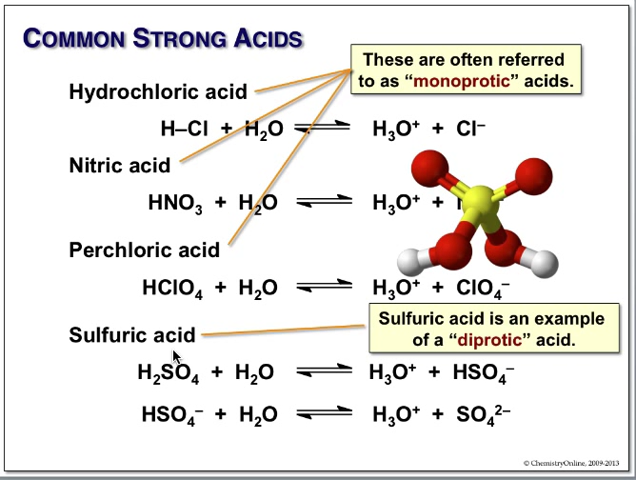 COMMON STRONG ACIDS
These are often referred
to as “monoprotic” acids.
Hydrochloric acid
H–Cl + H₂O ⇌ H₃O⁺ + Cl⁻
Nitric acid
HNO₃ + H₂O ⇌ H₃O⁺ +
Perchloric acid
HClO₄ + H₂O ⇌ H₃O⁺ + ClO₄⁻
Sulfuric acid
Sulfuric acid is an example
of a “diprotic” acid.
H₂SO₄ + H₂O ⇌ H₃O⁺ + HSO₄⁻
HSO₄⁻ + H₂O ⇌ H₃O⁺ + SO₄²⁻
© ChemistryOnline, 2009-2013